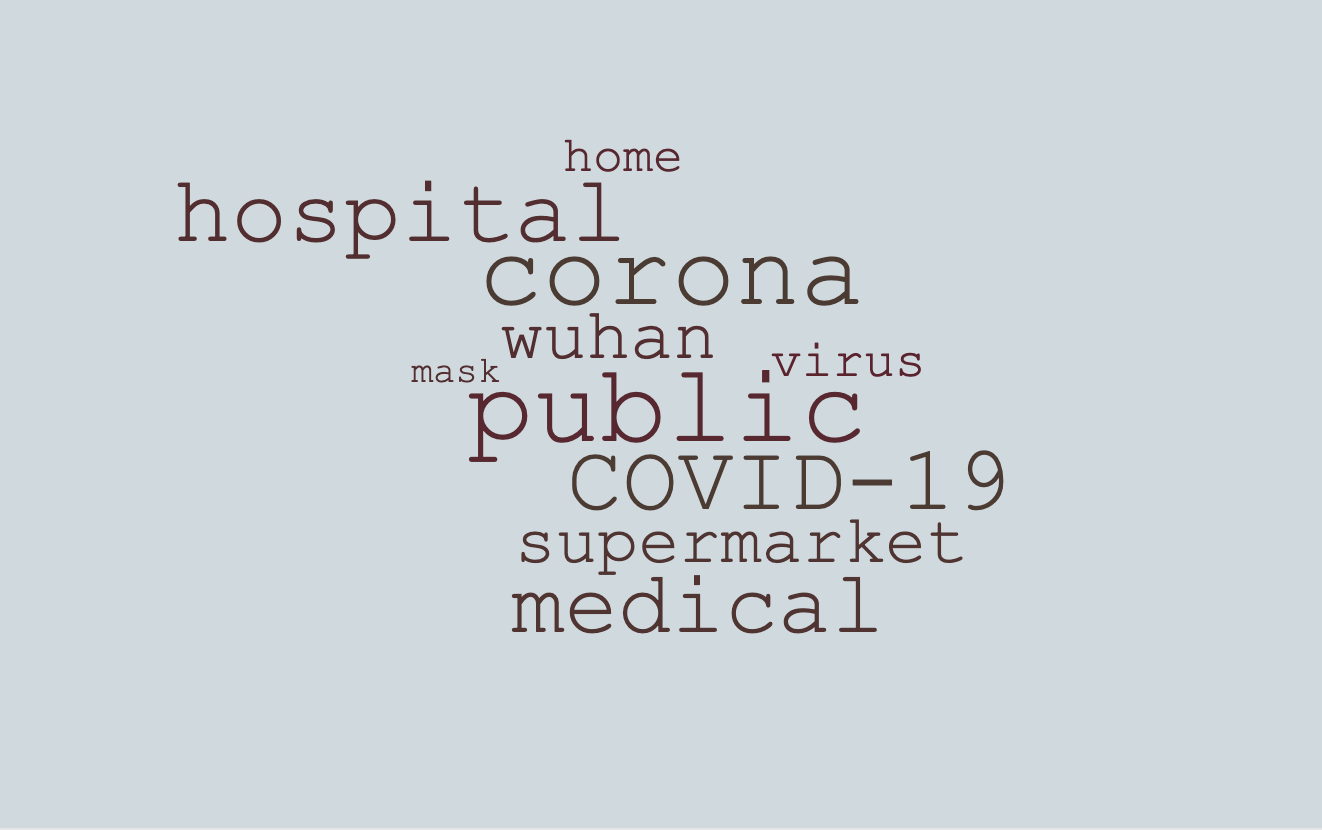 home
hospital
corona
wuhan
virus
mask
public
COVID-19
supermarket
medical